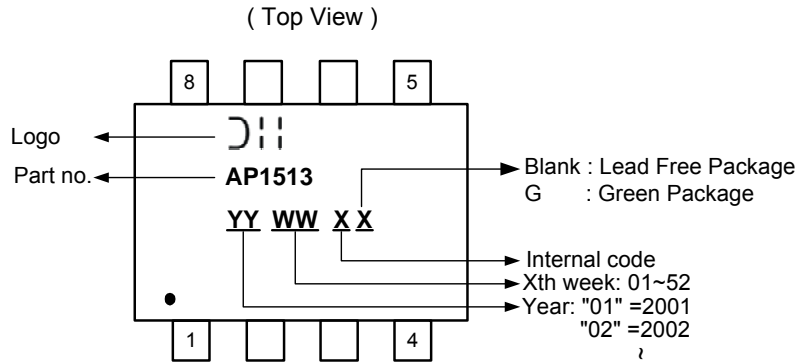 ( Top View )
8 5
Logo
Part no.
AP1513
YY WW X X
Blank : Lead Free Package
G : Green Package
Internal code
Xth week: 01~52
Year: "01" =2001
"02" =2002
~
1 4